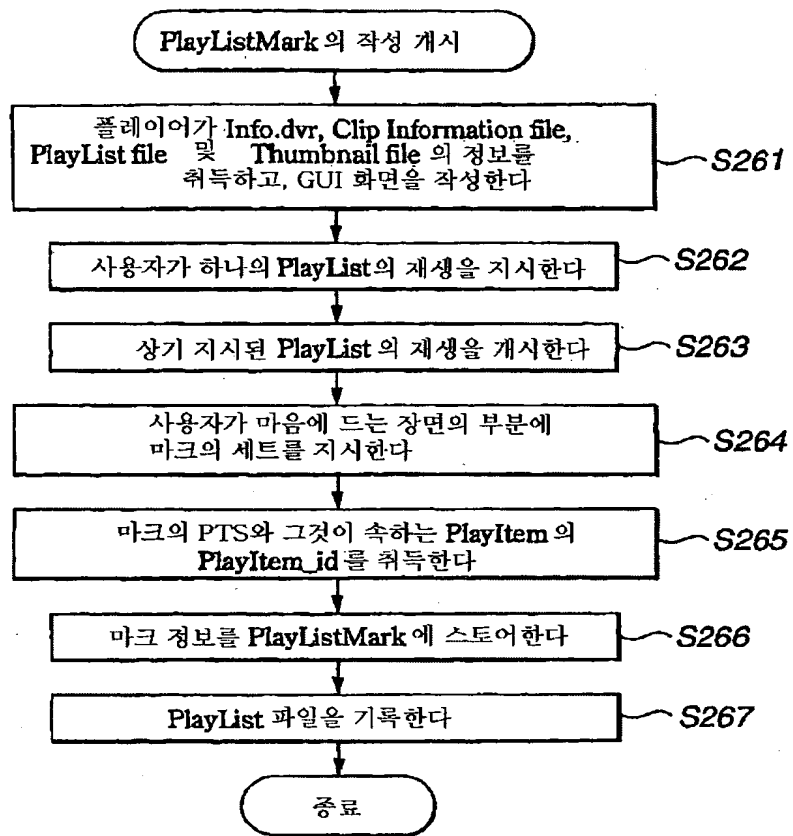 PlayListMark 의 작성 개시
플레이어가 Info.dvr, Clip Information file,
PlayList file 및 Thumbnail file 의 정보를
취득하고, GUI 화면을 작성한다
S261
사용자가 하나의 PlayList의 재생을 지시한다
S262
상기 지시된 PlayList 의 재생을 개시한다
S263
사용자가 마음에 드는 장면의 부분에
마크의 세트를 지시한다
S264
마크의 PTS와 그것이 속하는 PlayItem 의
PlayItem_id 를 취득한다
S265
마크 정보를 PlayListMark 에 스토어한다
S266
PlayList 파일을 기록한다
S267
종료